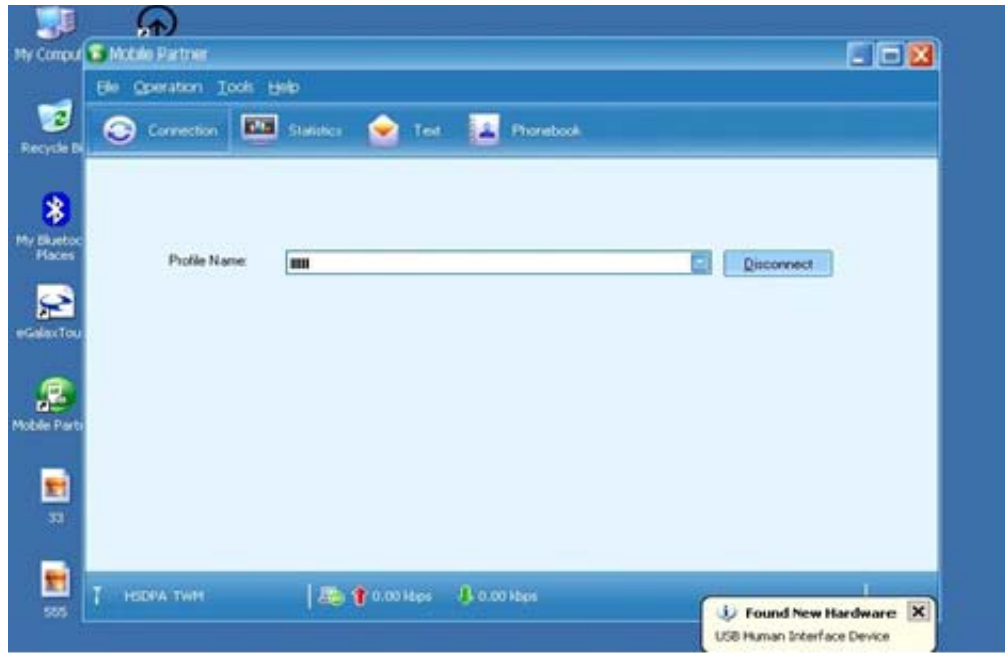 My Comput
Mobile Partner
File Operation Tools Help
Connection Statistics Text Phonebook
Recycle Bi
My Bluetoo
Places
Profile Name:
Disconnect
eGalaxTou
Mobile Partn
33
555
HSDPA TWM
0.00 kbps 0.00 kbps
Found New Hardware
USB Human Interface Device